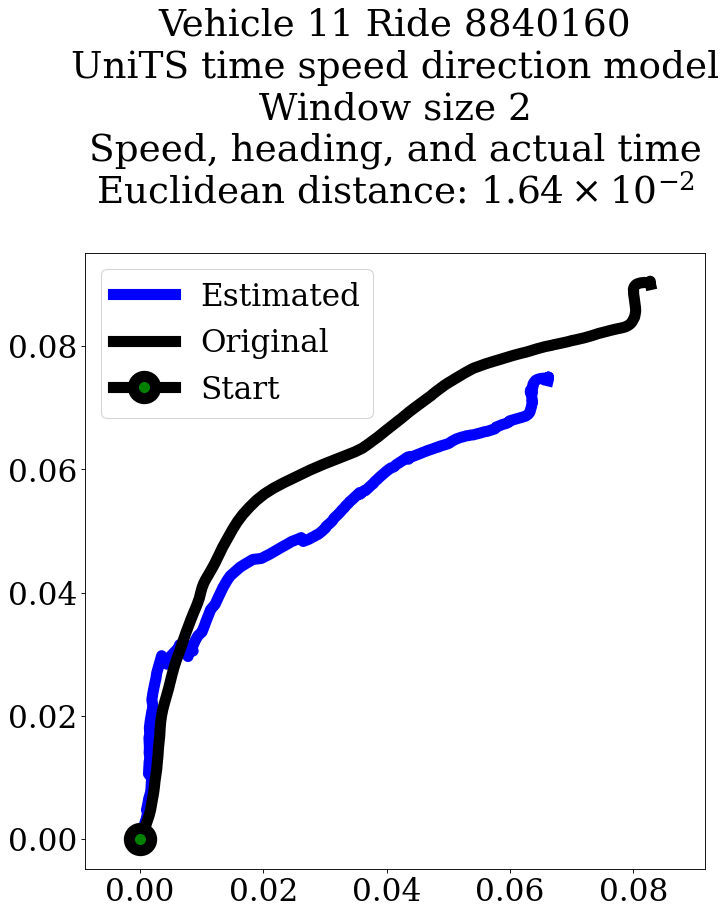 Vehicle 11 Ride 8840160
UniTS time speed direction model
Window size 2
Speed, heading, and actual time
Euclidean distance: 1.64 × 10⁻²
Estimated
Original
Start
0.08
0.06
0.04
0.02
0.00
0.00 0.02 0.04 0.06 0.08